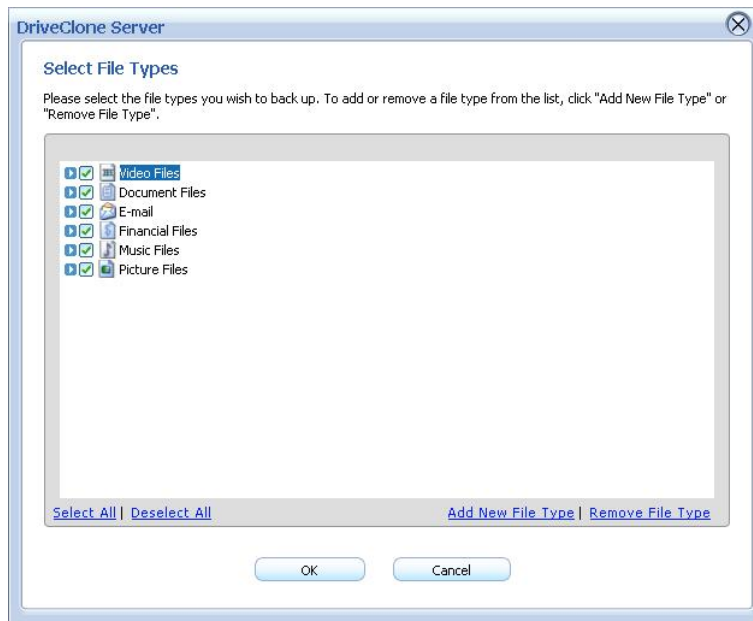 DriveClone Server
Select File Types
Please select the file types you wish to back up. To add or remove a file type from the list, click "Add New File Type" or
"Remove File Type".
Video Files
Document Files
E-mail
Financial Files
Music Files
Picture Files
Select All | Deselect All
Add New File Type | Remove File Type
OK
Cancel